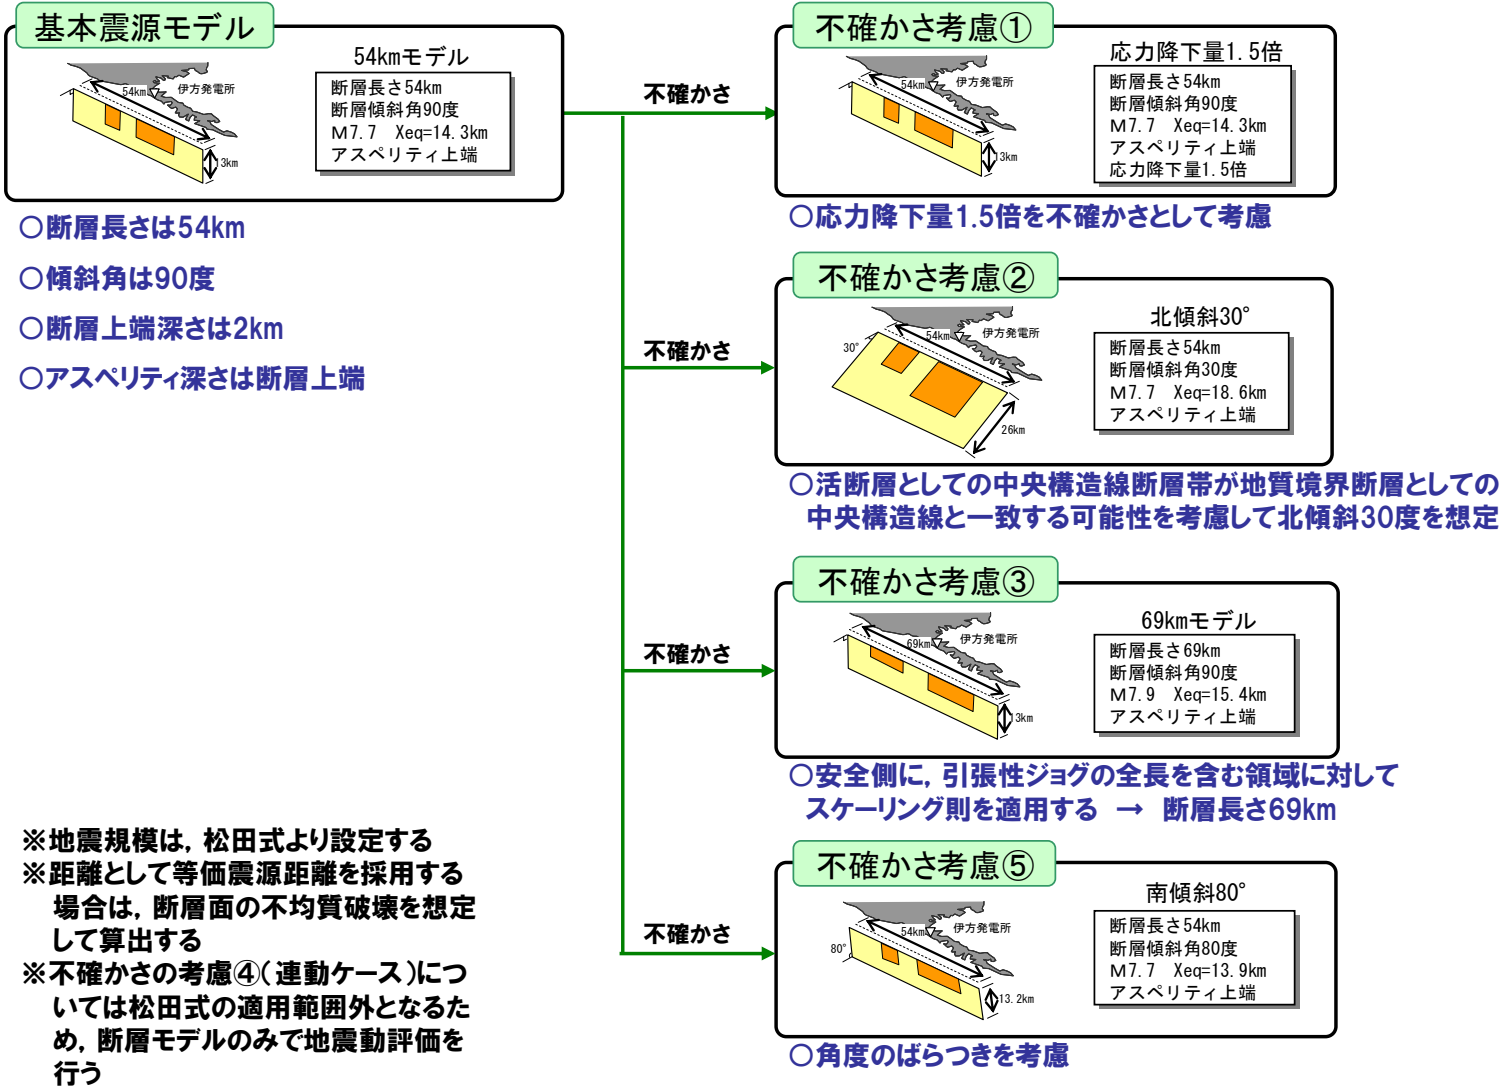 基本震源モデル
54kmモデル
54km
伊方発電所
13km
断層長さ54km
断層傾斜角90度
M7.7 Xeq=14.3km
アスペリティ上端
○断層長さは54km
○傾斜角は90度
○断層上端深さは2km
○アスペリティ深さは断層上端
※地震規模は，松田式より設定する
※距離として等価震源距離を採用する
場合は，断層面の不均質破壊を想定
して算出する
※不確かさの考慮④（連動ケース）につ
いては松田式の適用範囲外となるた
め，断層モデルのみで地震動評価を
行う
不確かさ
不確かさ考慮①
応力降下量1.5倍
54km
伊方発電所
13km
断層長さ54km
断層傾斜角90度
M7.7 Xeq=14.3km
アスペリティ上端
応力降下量1.5倍
○応力降下量1.5倍を不確かさとして考慮
不確かさ
不確かさ考慮②
北傾斜30°
54km
伊方発電所
30°
26km
断層長さ54km
断層傾斜角30度
M7.7 Xeq=18.6km
アスペリティ上端
○活断層としての中央構造線断層帯が地質境界断層としての
中央構造線と一致する可能性を考慮して北傾斜30度を想定
不確かさ
不確かさ考慮③
69kmモデル
69km
伊方発電所
13km
断層長さ69km
断層傾斜角90度
M7.9 Xeq=15.4km
アスペリティ上端
○安全側に，引張性ジョグの全長を含む領域に対して
スケーリング則を適用する → 断層長さ69km
不確かさ
不確かさ考慮⑤
南傾斜80°
54km
伊方発電所
80°
13.2km
断層長さ54km
断層傾斜角80度
M7.7 Xeq=13.9km
アスペリティ上端
○角度のばらつきを考慮